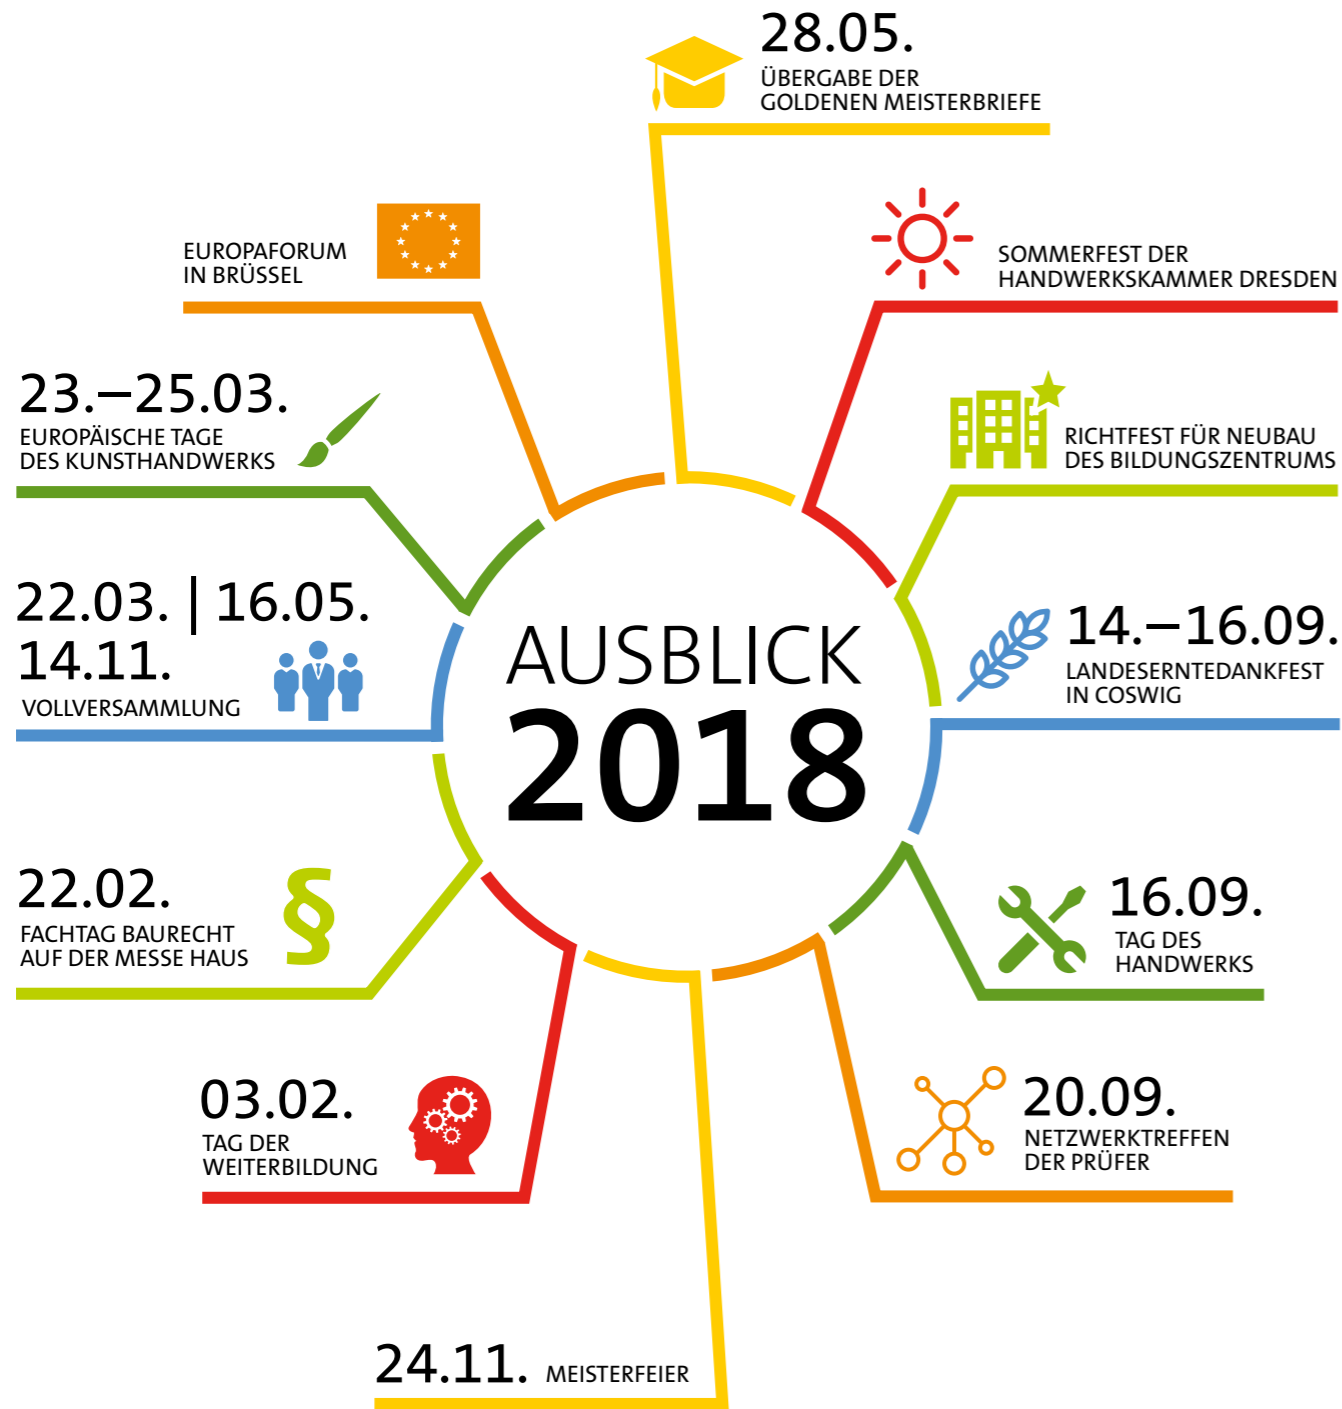 28.05.
ÜBERGABE DER
GOLDENEN MEISTERBRIEFE
EUROPAFORUM
IN BRÜSSEL
SOMMERFEST DER
HANDWERKSKAMMER DRESDEN
23.–25.03.
EUROPÄISCHE TAGE
DES KUNSTHANDWERKS
RICHTFEST FÜR NEUBAU
DES BILDUNGSZENTRUMS
22.03. | 16.05.
14.11.
VOLLVERSAMMLUNG
AUSBLICK
2018
14.–16.09.
LANDESERNTEDANKFEST
IN COSWIG
22.02.
FACHTAG BAURECHT
AUF DER MESSE HAUS
§
16.09.
TAG DES
HANDWERKS
03.02.
TAG DER
WEITERBILDUNG
20.09.
NETZWERKTREFFEN
DER PRÜFER
24.11. MEISTERFEIER